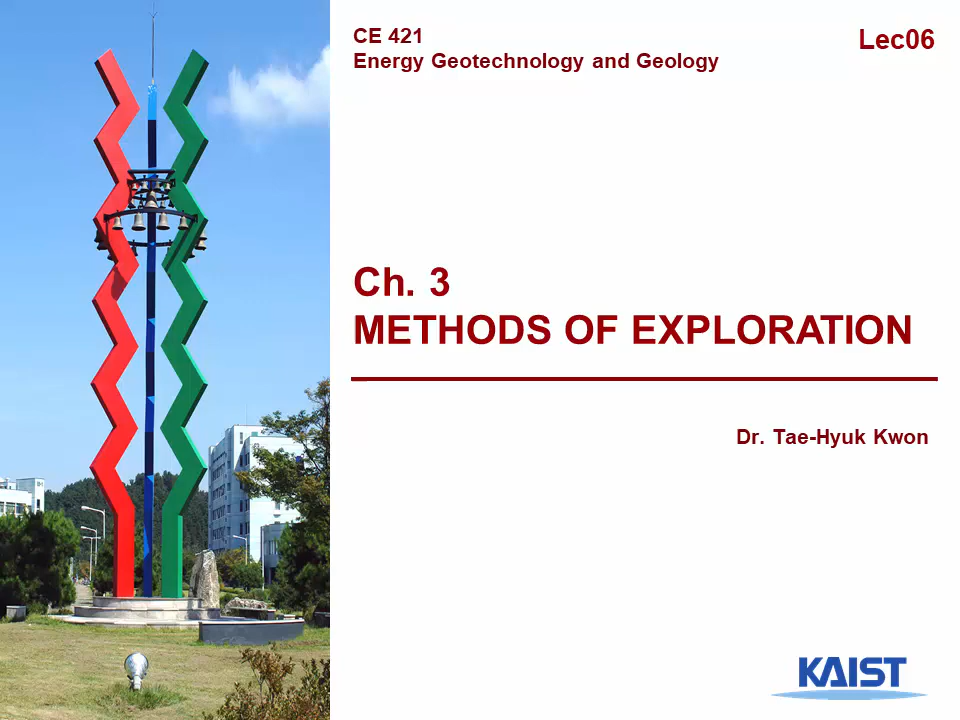 CE 421
Energy Geotechnology and Geology
Lec06
Ch. 3
METHODS OF EXPLORATION
Dr. Tae-Hyuk Kwon
KAIST